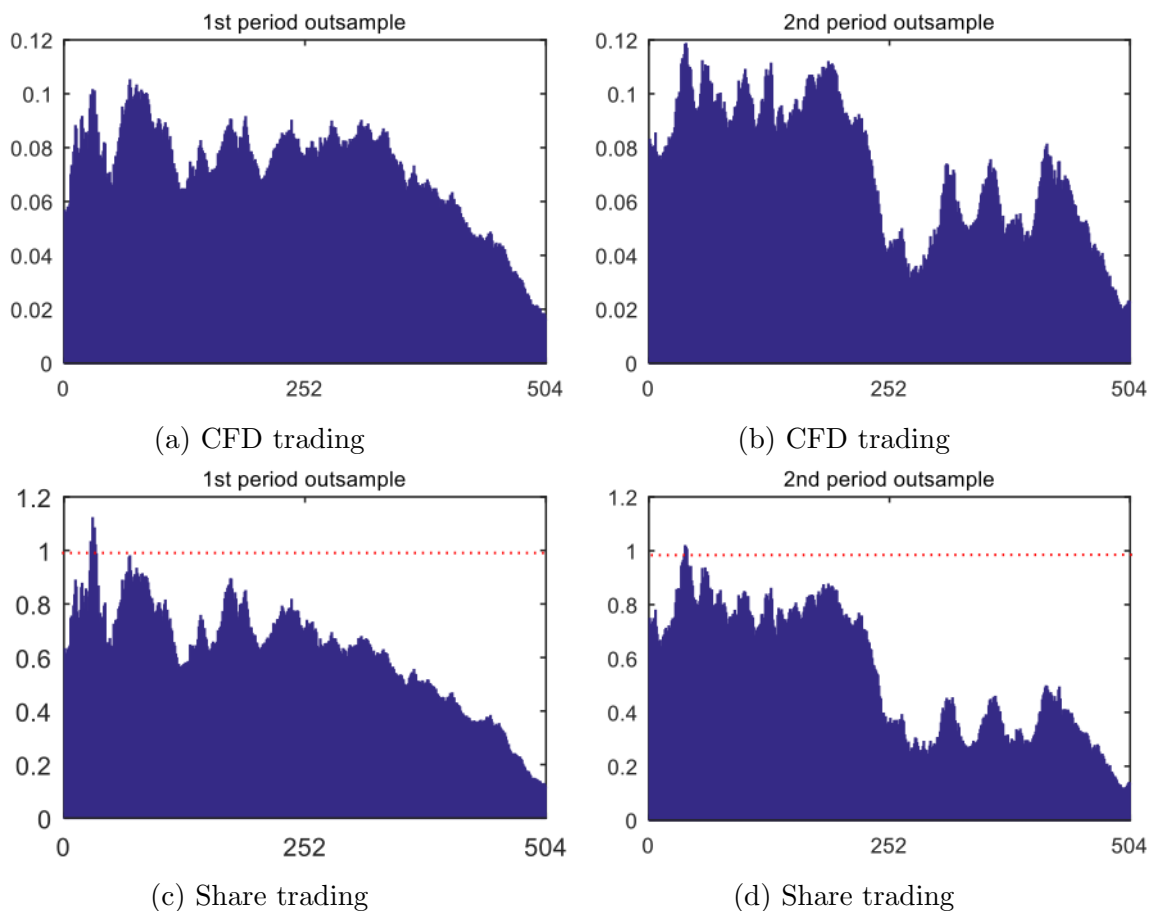 1st period outsample
0.12
0.1
0.08
0.06
0.04
0.02
0
0 252 504
(a) CFD trading
2nd period outsample
0.12
0.1
0.08
0.06
0.04
0.02
0
0 252 504
(b) CFD trading
1st period outsample
1.2
1
0.8
0.6
0.4
0.2
0
0 252 504
(c) Share trading
2nd period outsample
1.2
1
0.8
0.6
0.4
0.2
0
0 252 504
(d) Share trading